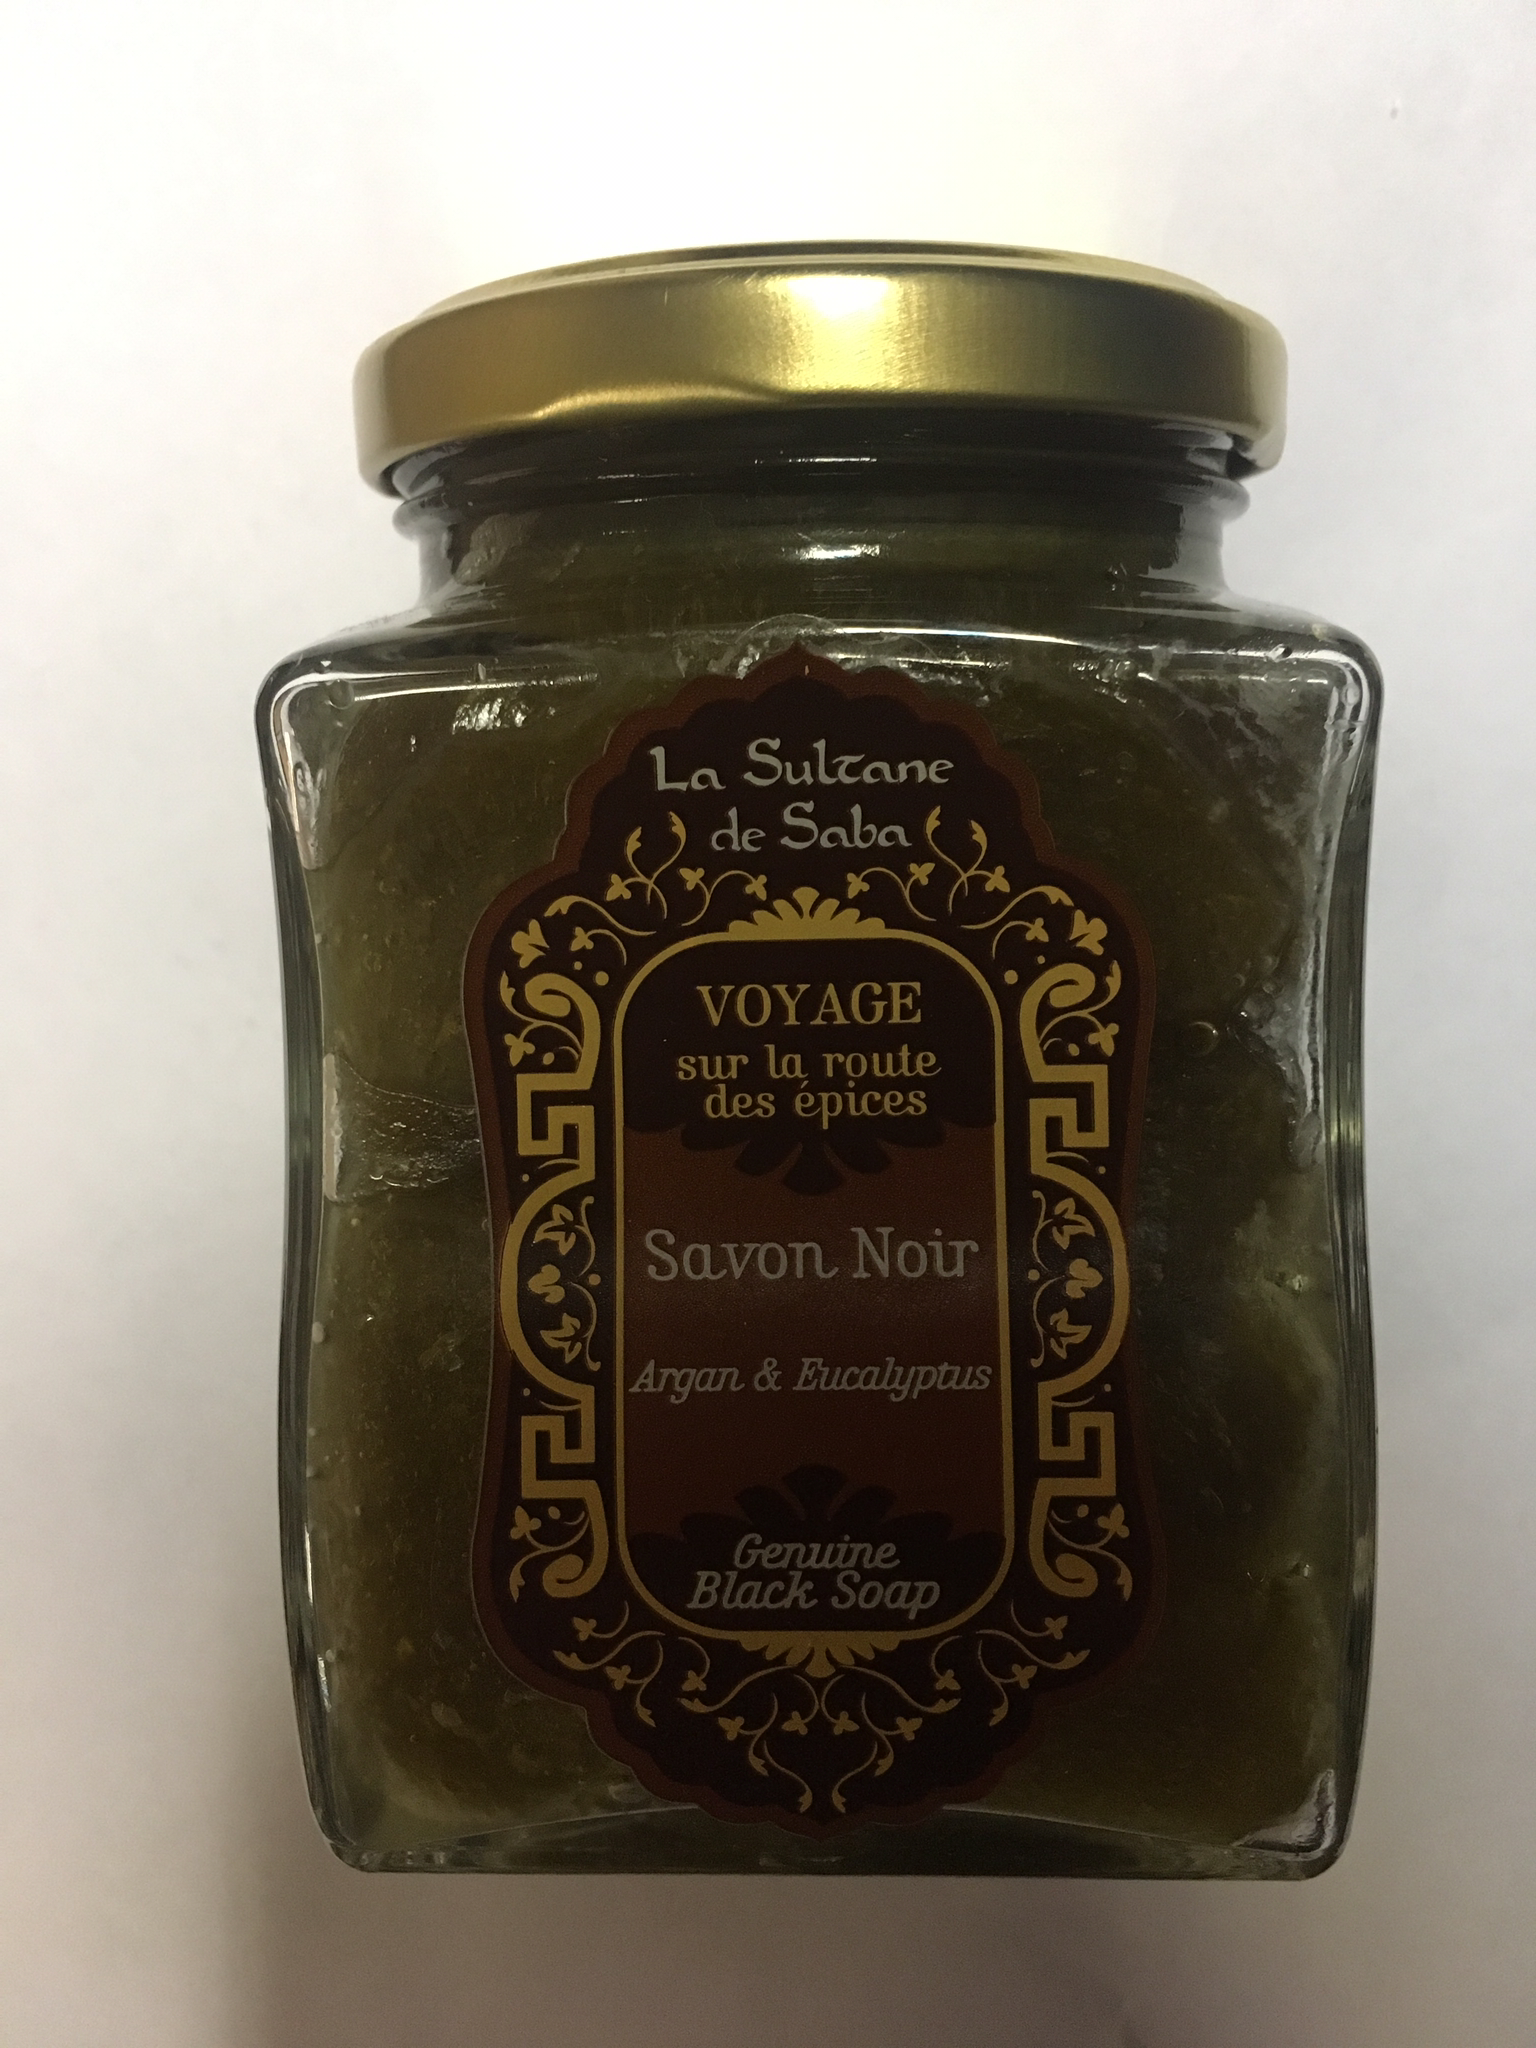 La Sultane
de Saba
VOYAGE
sur la route
des épices
Savon Noir
Argan & Eucalyptus
Genuine
Black Soap